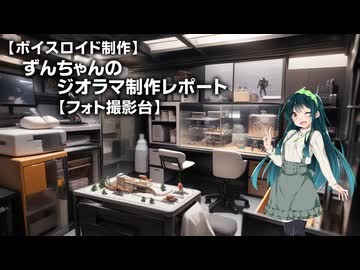 【ボイスロイド制作】
ずんちゃんの
ジオラマ制作レポート
【フォト撮影台】